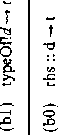 (b1) typeOf!d → t
(b0) rhs :: d → t